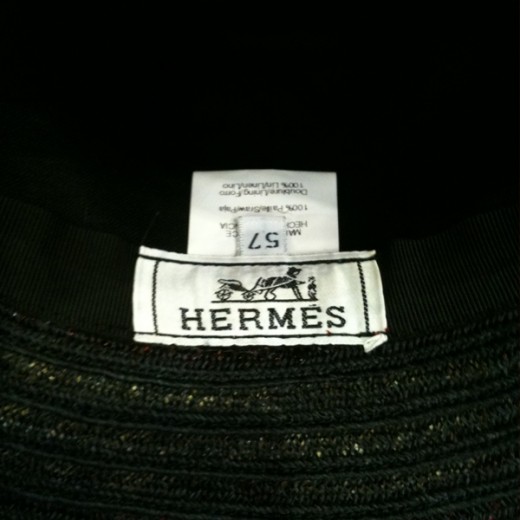 HERMÈS
57
100% Paille/Straw/Paja
Doublure/Lining/Forro
100% Lin/Linen/Lino